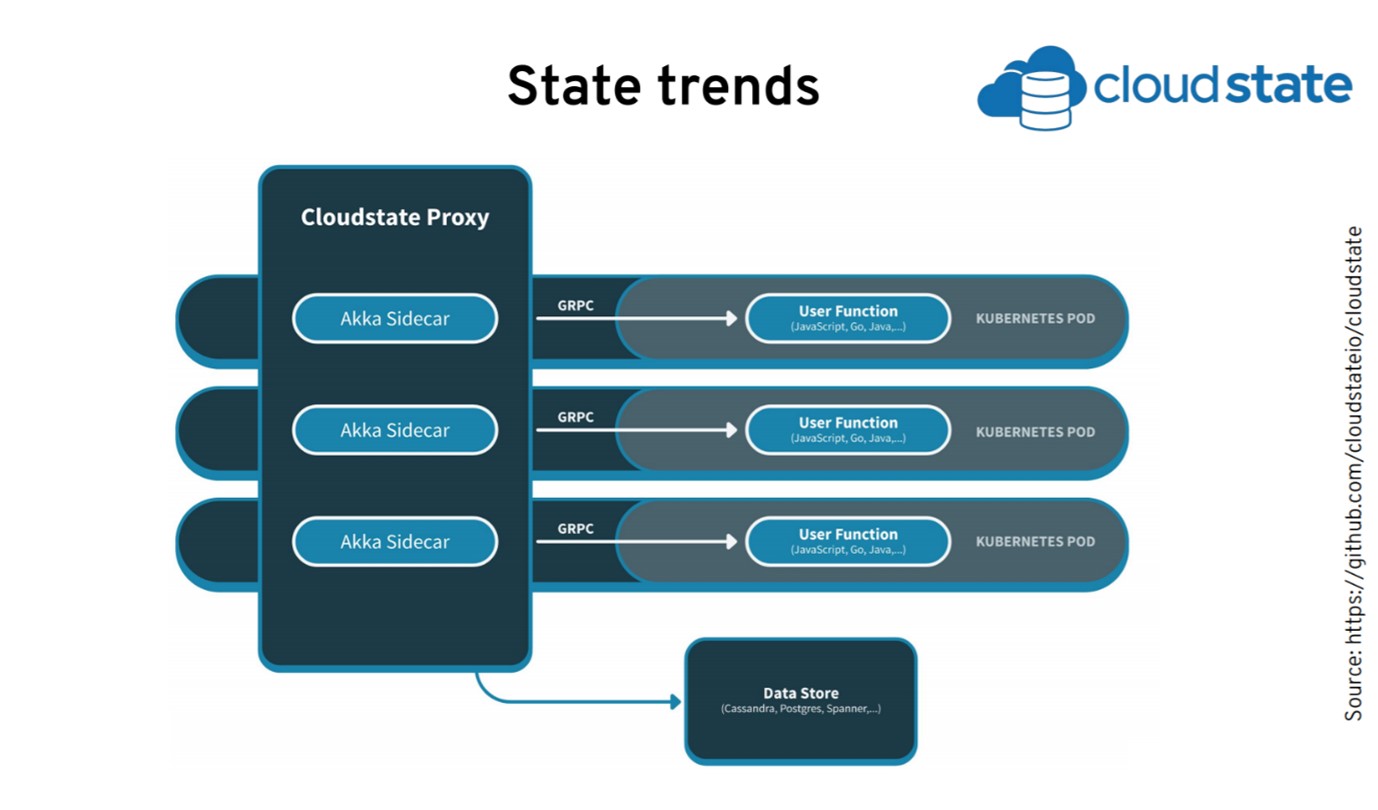 State trends
cloudstate
Cloudstate Proxy
Akka Sidecar
GRPC
User Function
(JavaScript, Go, Java,...)
KUBERNETES POD
Akka Sidecar
GRPC
User Function
(JavaScript, Go, Java,...)
KUBERNETES POD
Akka Sidecar
GRPC
User Function
(JavaScript, Go, Java,...)
KUBERNETES POD
Data Store
(Cassandra, Postgres, Spanner,...)
Source: https://github.com/cloudstateio/cloudstate